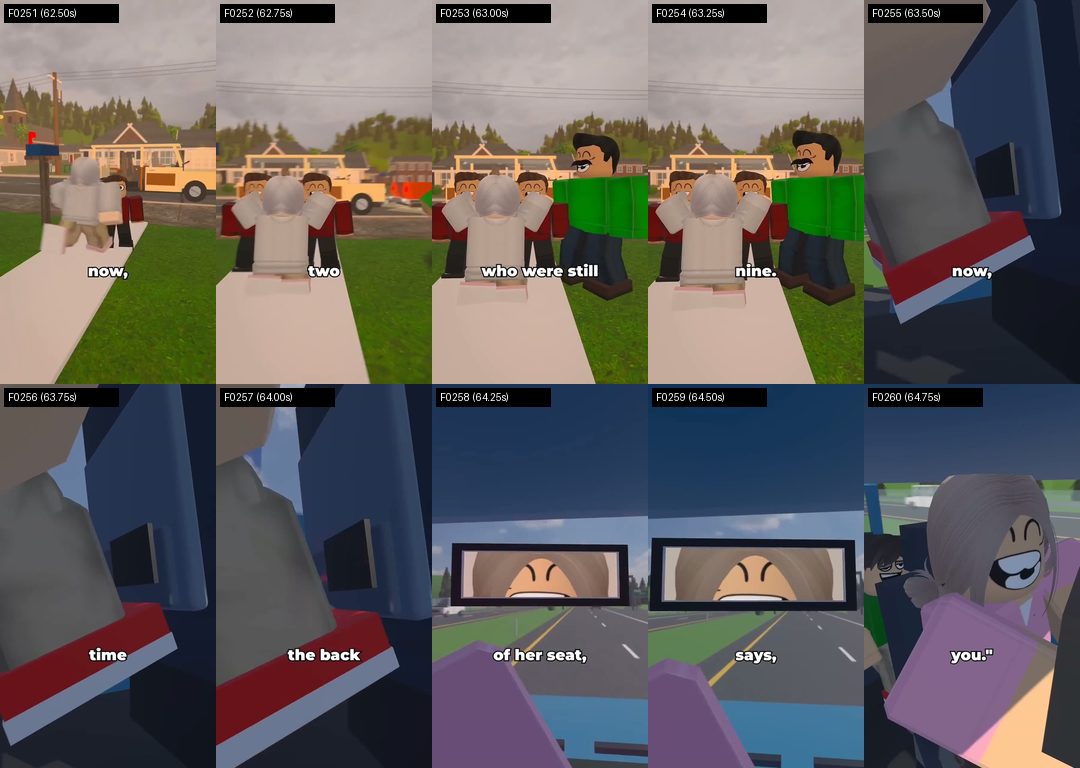 F0251 (62.50s)
now,
F0252 (62.75s)
two
F0253 (63.00s)
who were still
F0254 (63.25s)
nine.
F0255 (63.50s)
now,
F0256 (63.75s)
time
F0257 (64.00s)
the back
F0258 (64.25s)
of her seat,
F0259 (64.50s)
says,
F0260 (64.75s)
you."